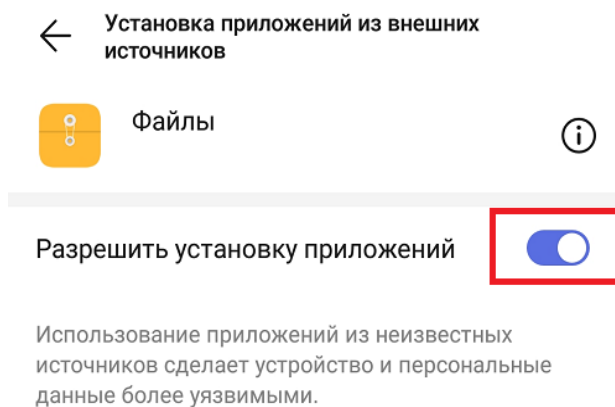 Установка приложений из внешних
источников
Файлы
Разрешить установку приложений
Использование приложений из неизвестных
источников сделает устройство и персональные
данные более уязвимыми.